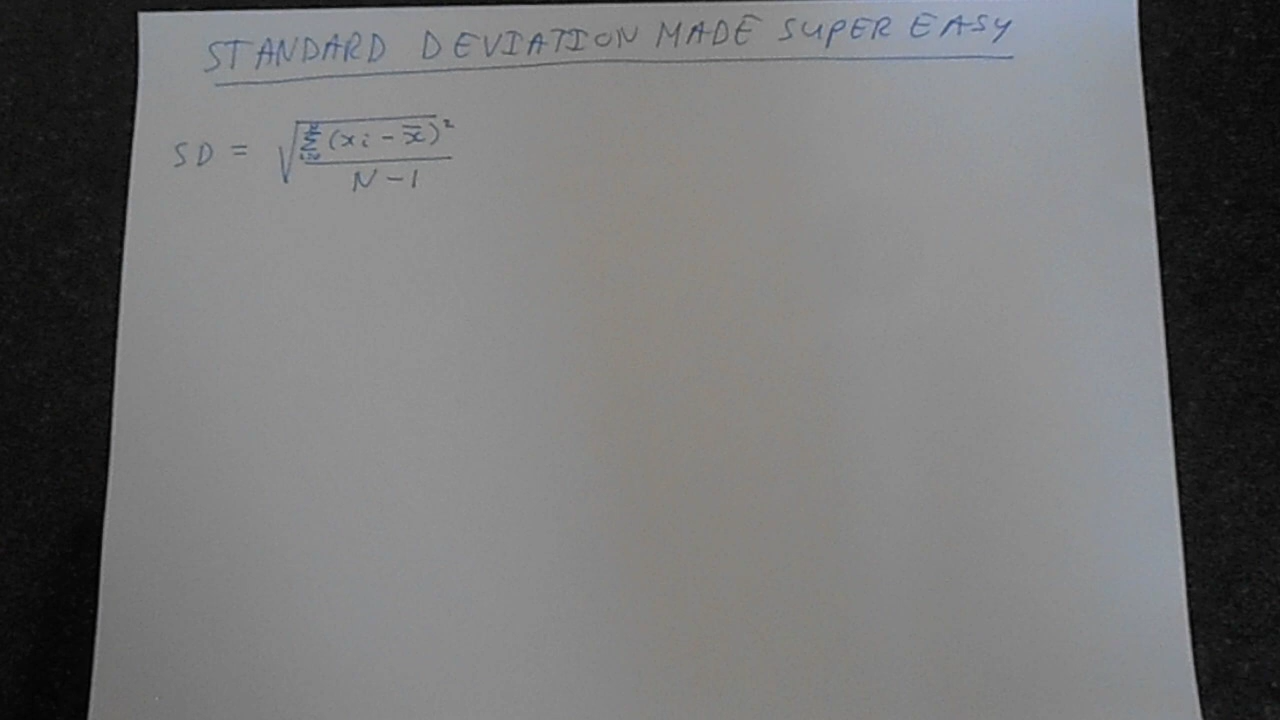 STANDARD DEVIATION MADE SUPER EASY
SD = √ Σ (xi - x̄)²
N - 1